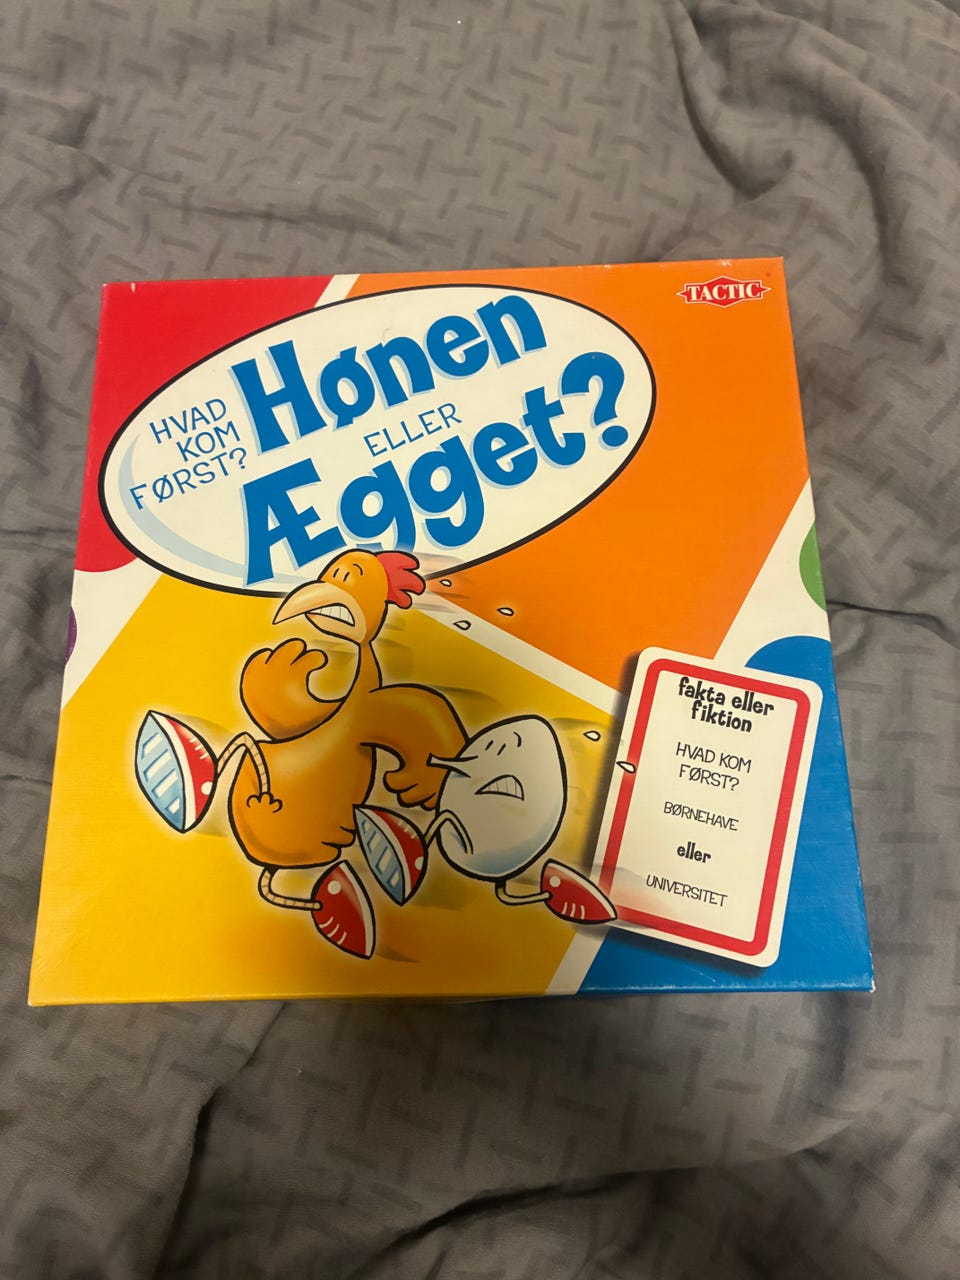 TACTIC
HVAD
KOM
FØRST?
Hønen
ELLER
Ægget?
fakta eller
fiktion
HVAD KOM
FØRST?
BØRNEHAVE
eller
UNIVERSITET